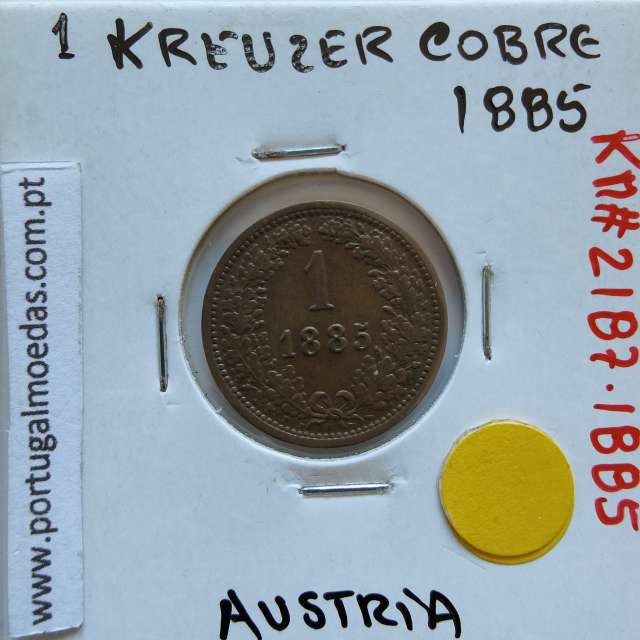 1 KREUZER COBRE
1885
Km#2187.1885
www.portugalmoedas.com.pt
1
1885
AUSTRIA